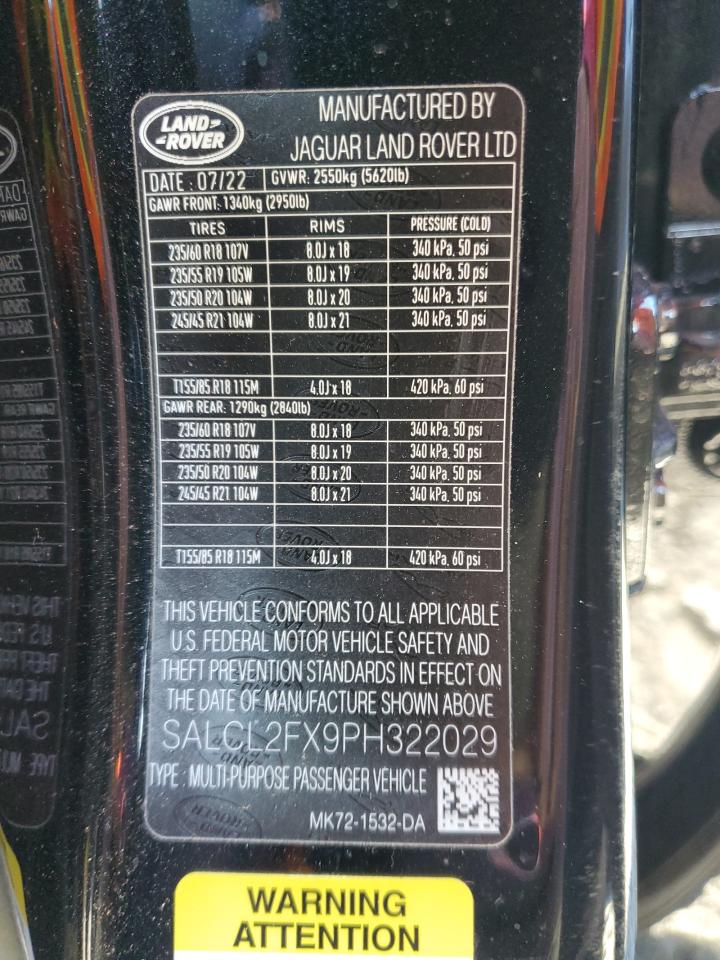 LAND-
-ROVER
MANUFACTURED BY
JAGUAR LAND ROVER LTD
DATE : 07/22 GVWR: 2550kg (5620lb)
GAWR FRONT: 1340kg (2950lb)
TIRES RIMS PRESSURE (COLD)
235/60 R18 107V 8.0J x 18 340 kPa, 50 psi
235/55 R19 105W 8.0J x 19 340 kPa, 50 psi
235/50 R20 104W 8.0J x 20 340 kPa, 50 psi
245/45 R21 104W 8.0J x 21 340 kPa, 50 psi
T155/85 R18 115M 4.0J x 18 420 kPa, 60 psi
GAWR REAR: 1290kg (2840lb)
235/60 R18 107V 8.0J x 18 340 kPa, 50 psi
235/55 R19 105W 8.0J x 19 340 kPa, 50 psi
235/50 R20 104W 8.0J x 20 340 kPa, 50 psi
245/45 R21 104W 8.0J x 21 340 kPa, 50 psi
T155/85 R18 115M 4.0J x 18 420 kPa, 60 psi
THIS VEHICLE CONFORMS TO ALL APPLICABLE
U.S. FEDERAL MOTOR VEHICLE SAFETY AND
THEFT PREVENTION STANDARDS IN EFFECT ON
THE DATE OF MANUFACTURE SHOWN ABOVE
SALCL2FX9PH322029
TYPE : MULTI-PURPOSE PASSENGER VEHICLE
MK72-1532-DA
WARNING
ATTENTION